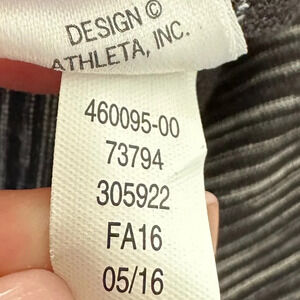 DESIGN ©
ATHLETA, INC.
460095-00
73794
305922
FA16
05/16